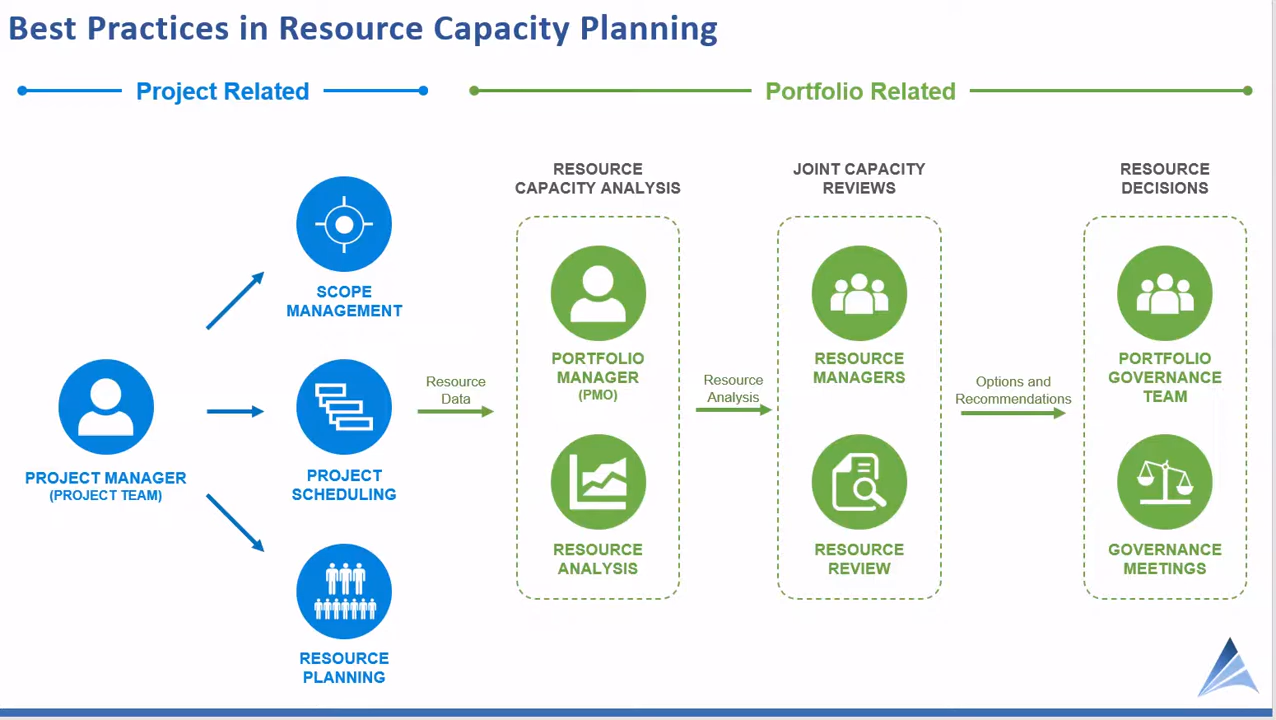 Best Practices in Resource Capacity Planning
Project Related
Portfolio Related
SCOPE
MANAGEMENT
PROJECT MANAGER
(PROJECT TEAM)
PROJECT
SCHEDULING
RESOURCE
PLANNING
Resource
Data
RESOURCE
CAPACITY ANALYSIS
PORTFOLIO
MANAGER
(PMO)
RESOURCE
ANALYSIS
Resource
Analysis
JOINT CAPACITY
REVIEWS
RESOURCE
MANAGERS
RESOURCE
REVIEW
Options and
Recommendations
RESOURCE
DECISIONS
PORTFOLIO
GOVERNANCE
TEAM
GOVERNANCE
MEETINGS